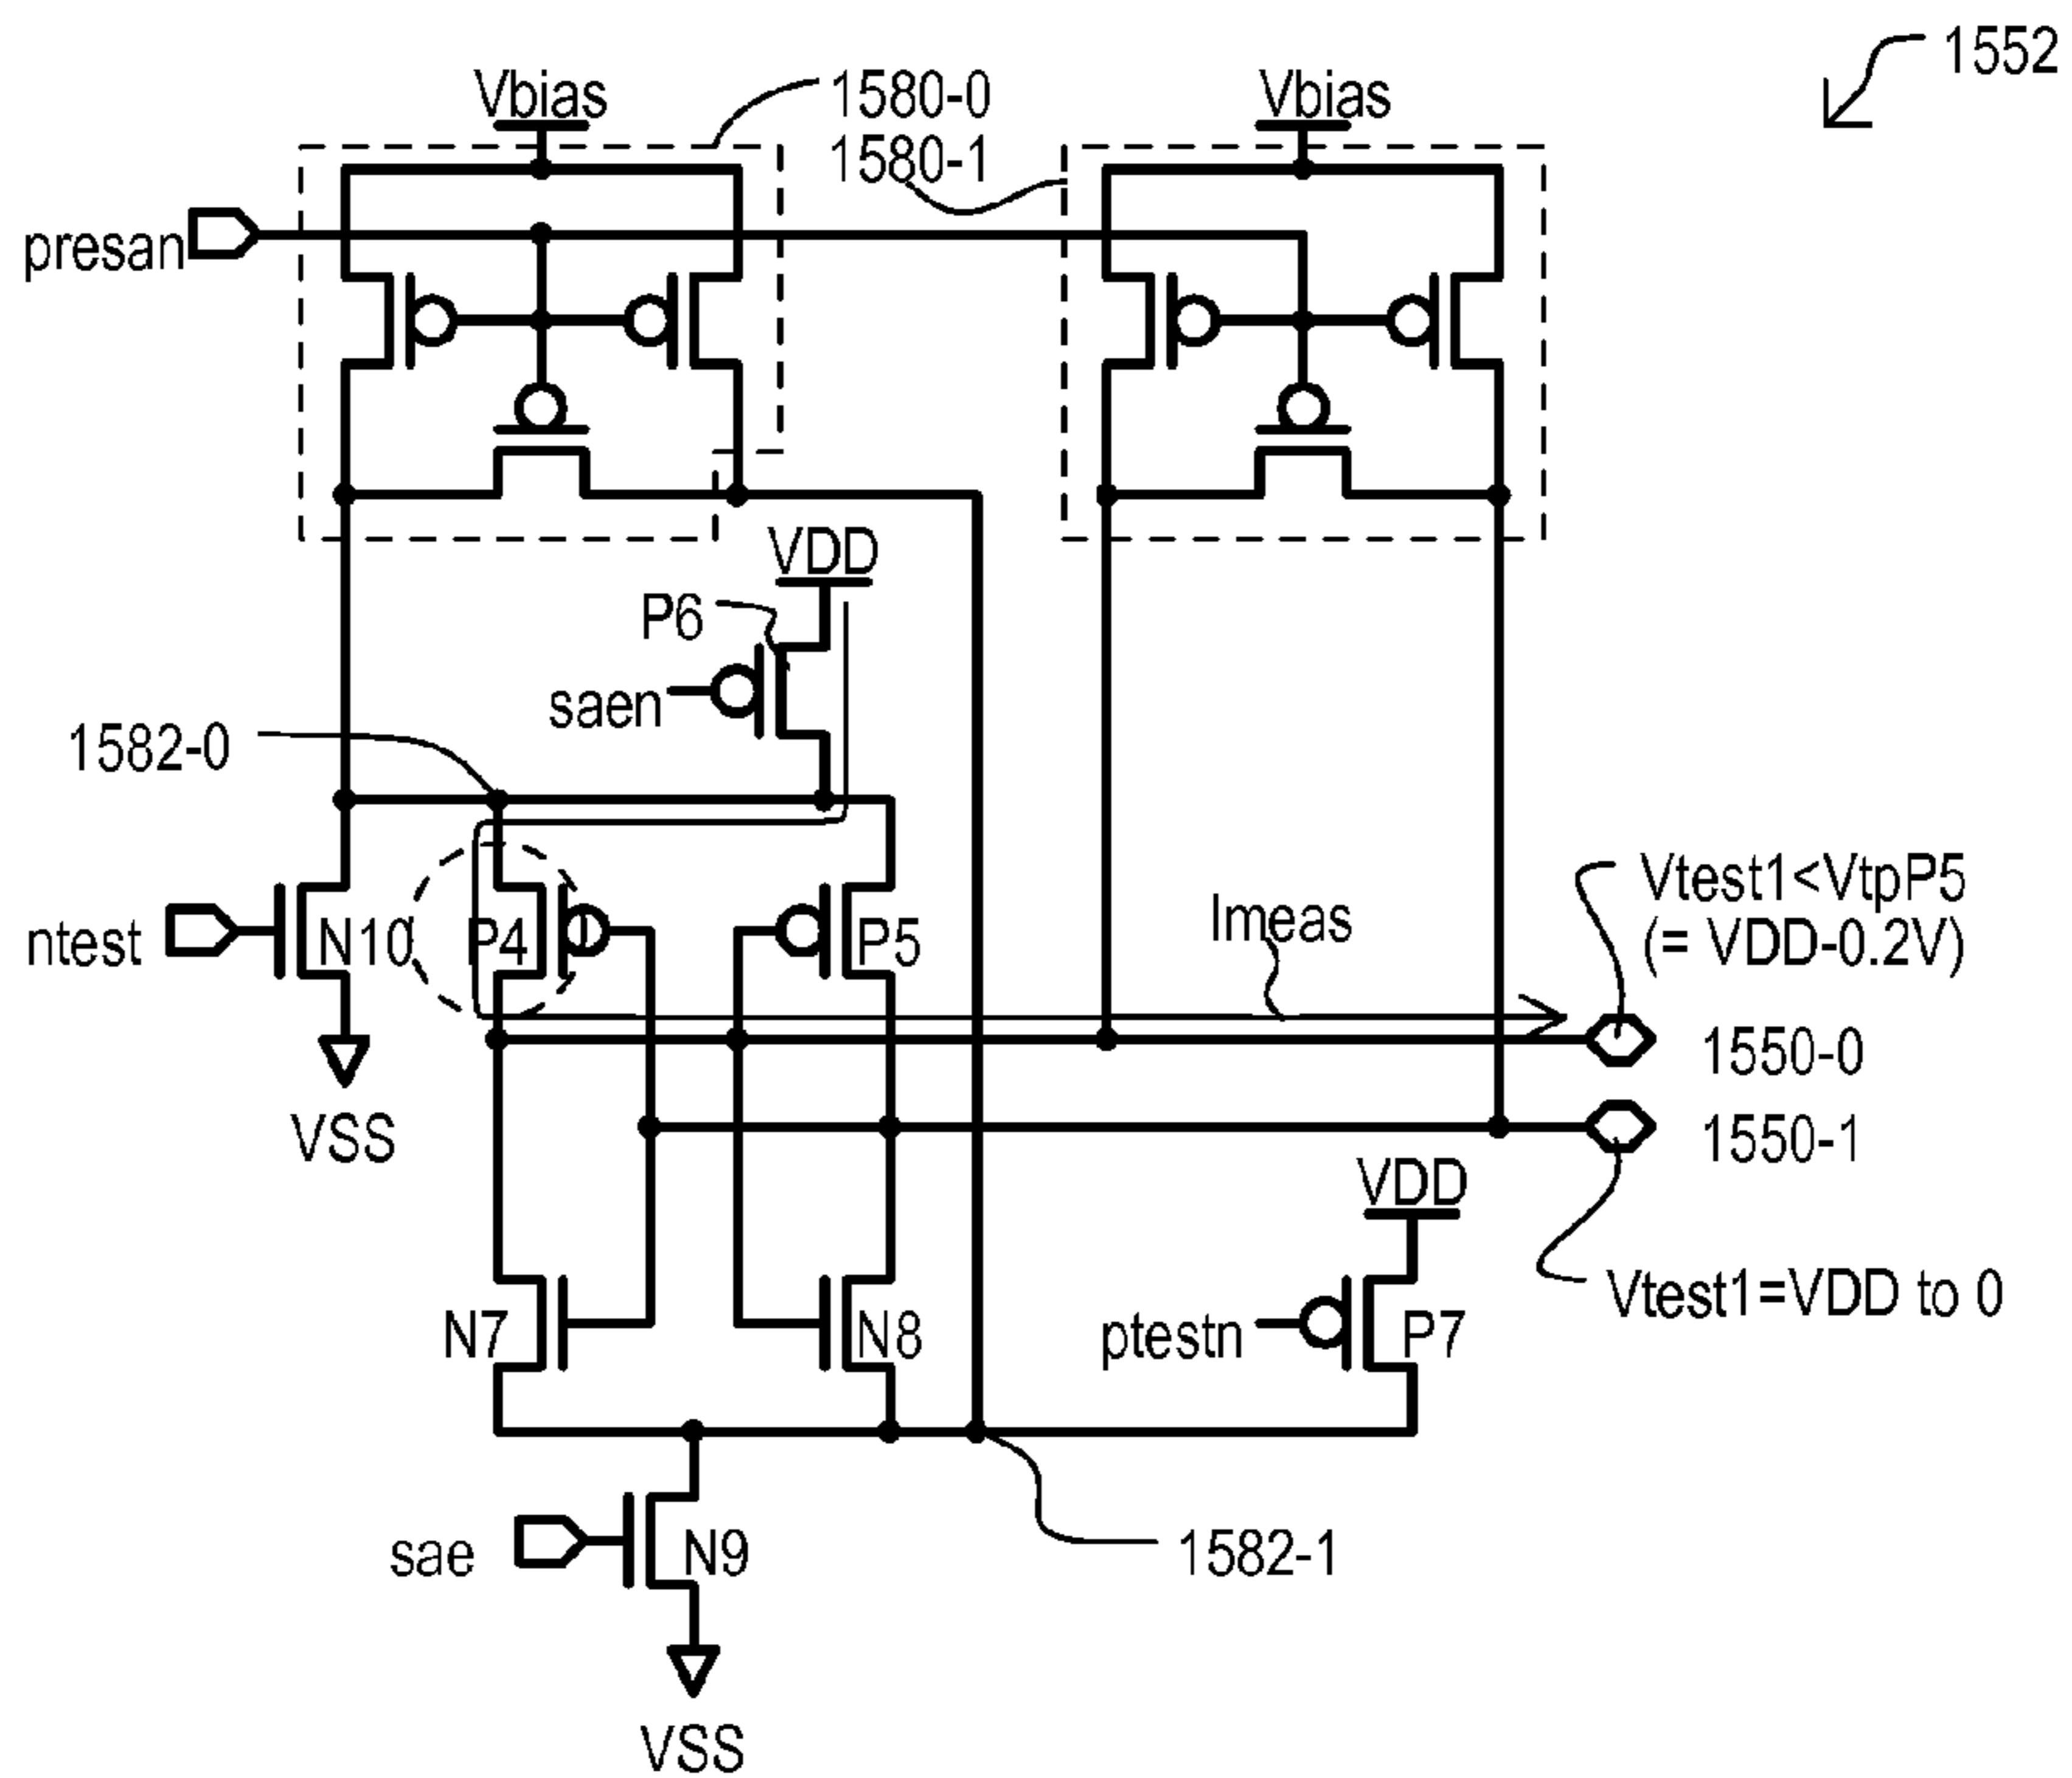 1552
Vbias
1580-0
Vbias
1580-1
presan
VDD
P6
saen
1582-0
Vtest1<VtpP5
(= VDD-0.2V)
Imeas
ntest
N10
P4
P5
1550-0
VSS
1550-1
VDD
Vtest1=VDD to 0
N7
N8
ptestn
P7
sae
N9
1582-1
VSS